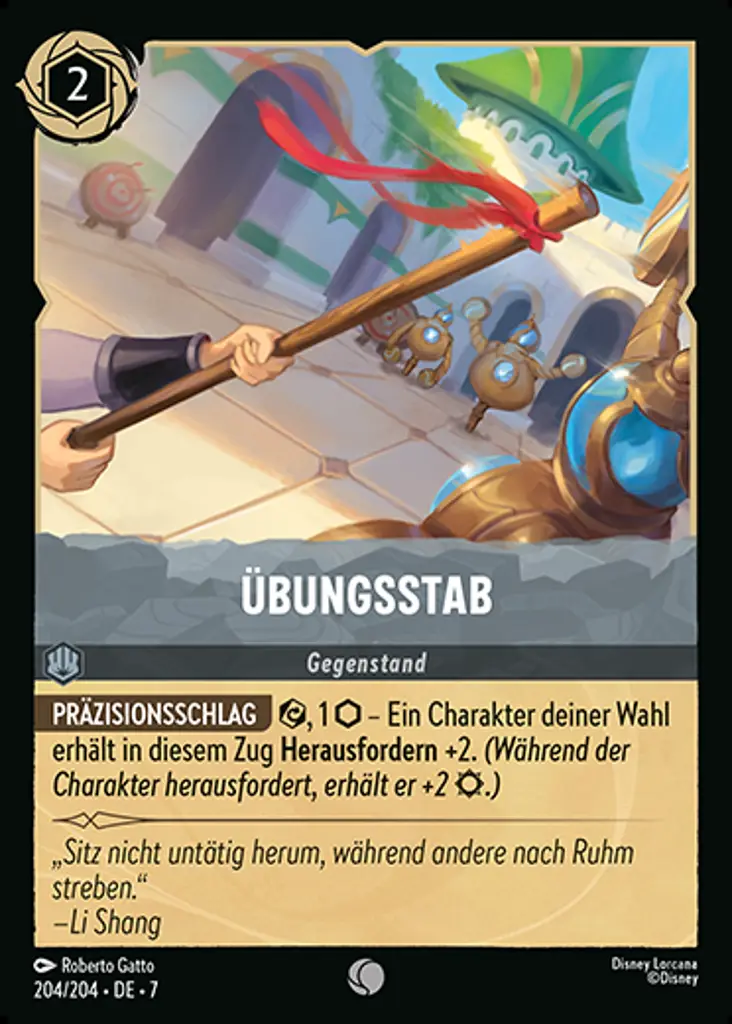 2
ÜBUNGSSTAB
Gegenstand
PRÄZISIONSSCHLAG , 1 – Ein Charakter deiner Wahl
erhält in diesem Zug Herausfordern +2. (Während der
Charakter herausfordert, erhält er +2 .)
„Sitz nicht untätig herum, während andere nach Ruhm
streben.“
–Li Shang
Roberto Gatto
Disney Lorcana
204/204 • DE • 7
©Disney